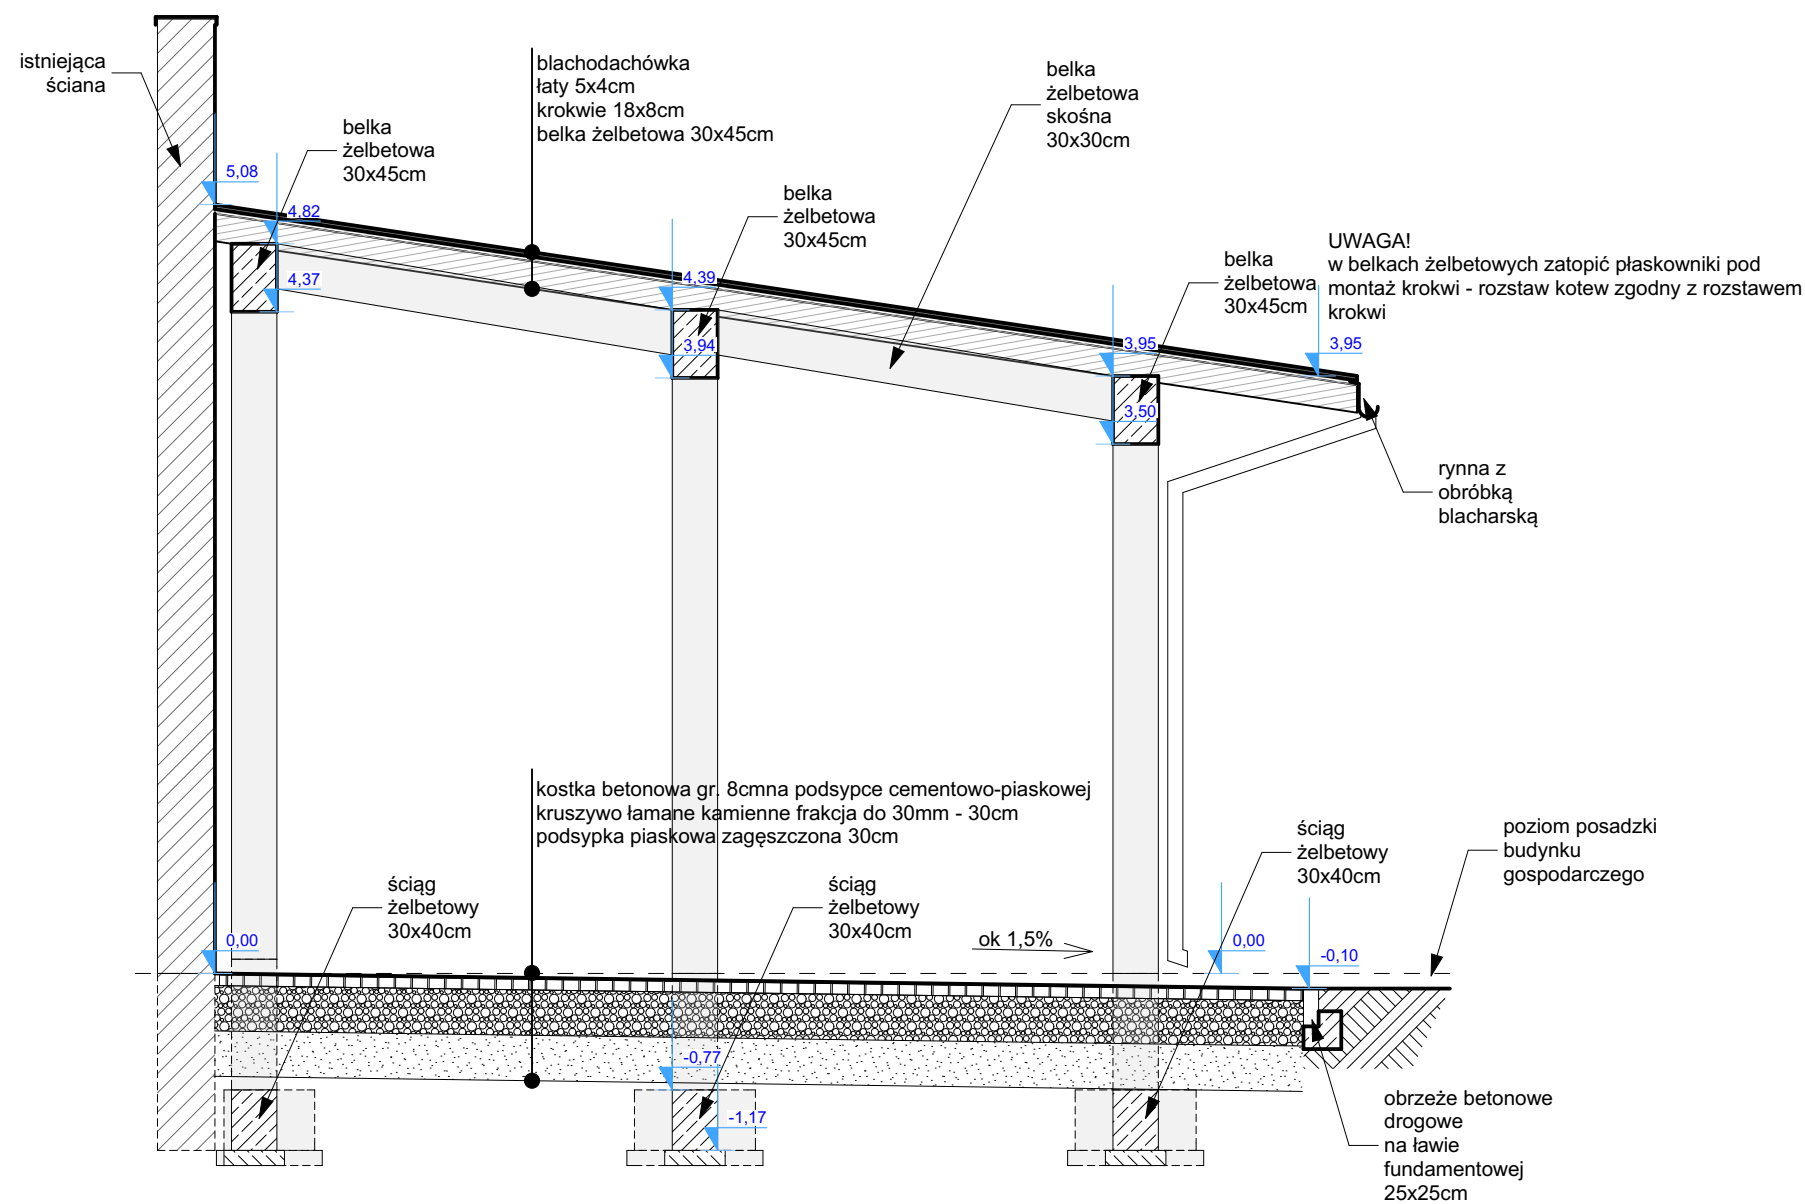 istniejąca
ściana
blachodachówka
łaty 5x4cm
krokwie 18x8cm
belka żelbetowa 30x45cm
belka
żelbetowa
30x45cm
belka
żelbetowa
skośna
30x30cm
belka
żelbetowa
30x45cm
belka
żelbetowa
30x45cm
UWAGA!
w belkach żelbetowych zatopić płaskowniki pod
montaż krokwi - rozstaw kotew zgodny z rozstawem
krokwi
5,08
4,82
4,37
4,39
3,94
3,95
3,50
3,95
rynna z
obróbką
blacharską
kostka betonowa gr. 8cmna podsypce cementowo-piaskowej
kruszywo łamane kamienne frakcja do 30mm - 30cm
podsypka piaskowa zagęszczona 30cm
ściąg
żelbetowy
30x40cm
ściąg
żelbetowy
30x40cm
ściąg
żelbetowy
30x40cm
poziom posadzki
budynku
gospodarczego
0,00
ok 1,5%
0,00
-0,10
-0,77
-1,17
obrzeże betonowe
drogowe
na ławie
fundamentowej
25x25cm